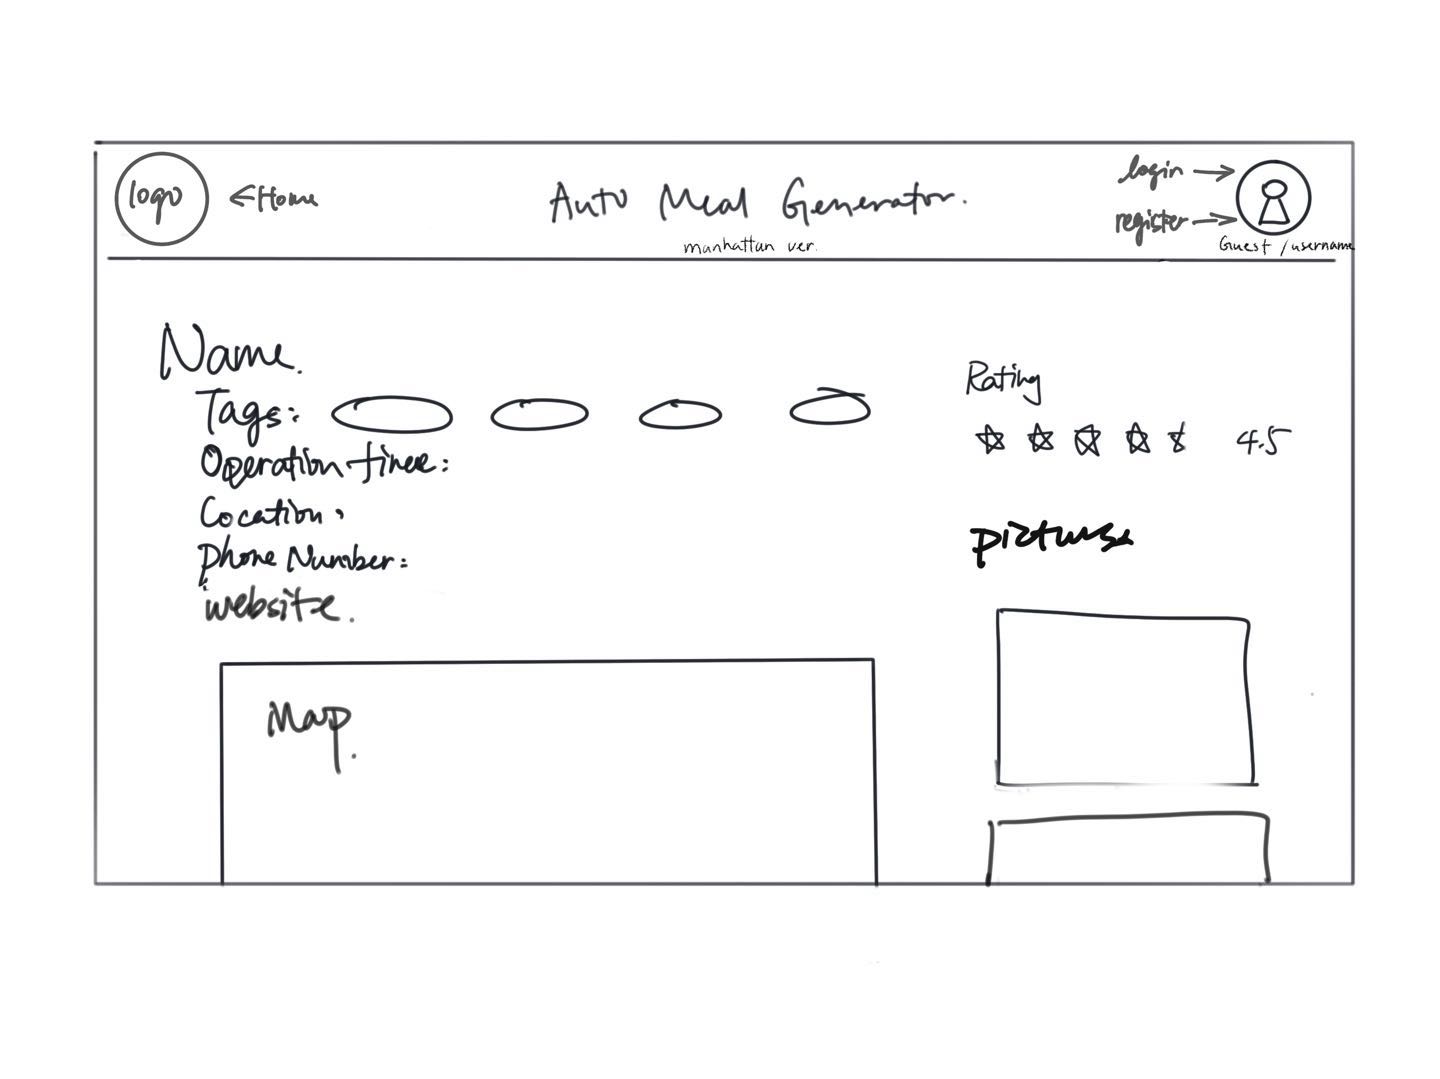 logo
←Home
Auto Meal Generator.
manhattan ver.
login →
register →
Guest / username
Name.
Tags:
Operation time:
Location:
Phone Number:
website.
Map.
Rating
4.5
pictures